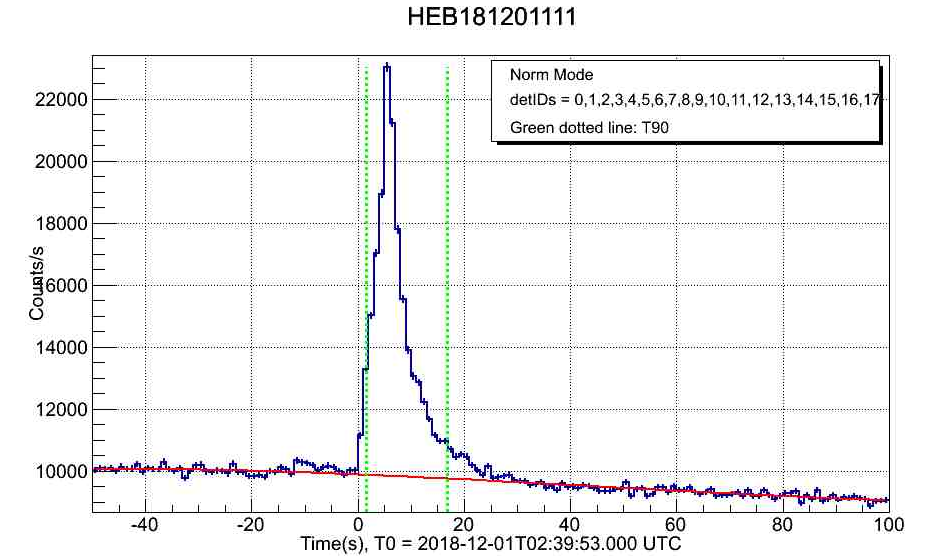 HEB181201111
Norm Mode
detIDs = 0,1,2,3,4,5,6,7,8,9,10,11,12,13,14,15,16,17
Green dotted line: T90
Counts/s
22000
20000
18000
16000
14000
12000
10000
-40 -20 0 20 40 60 80 100
Time(s), T0 = 2018-12-01T02:39:53.000 UTC